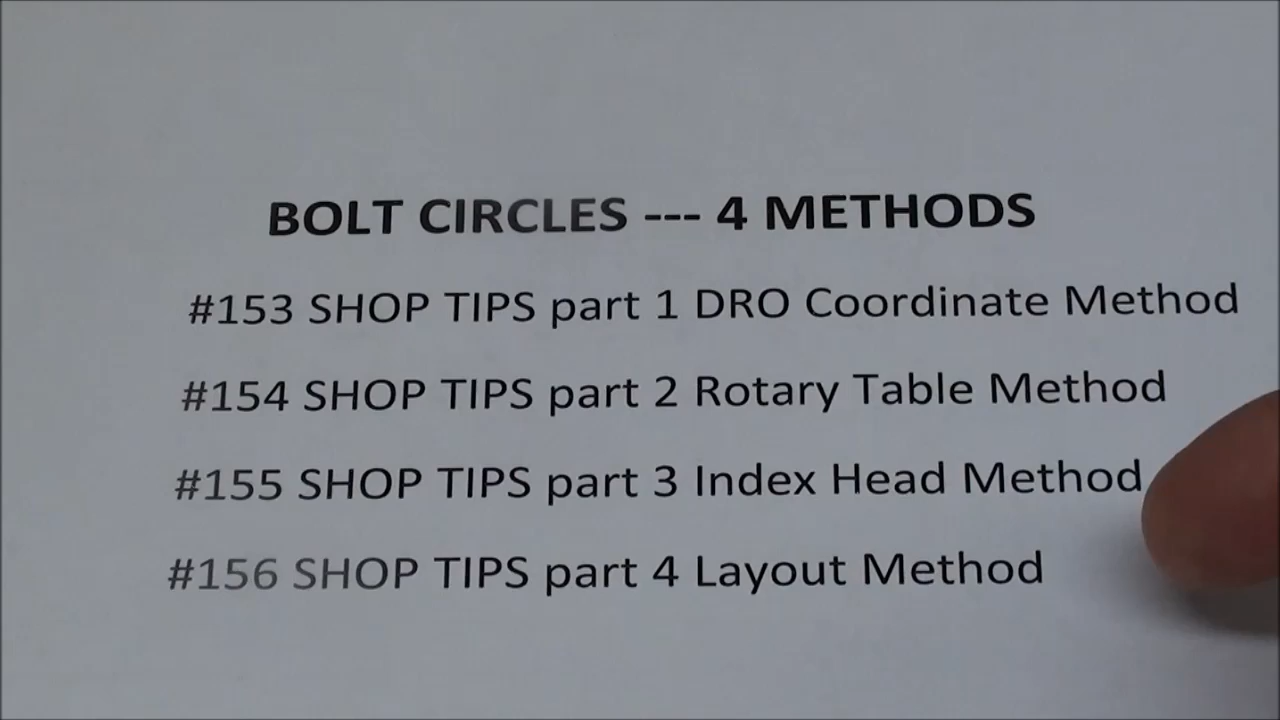 BOLT CIRCLES --- 4 METHODS
#153 SHOP TIPS part 1 DRO Coordinate Method
#154 SHOP TIPS part 2 Rotary Table Method
#155 SHOP TIPS part 3 Index Head Method
#156 SHOP TIPS part 4 Layout Method